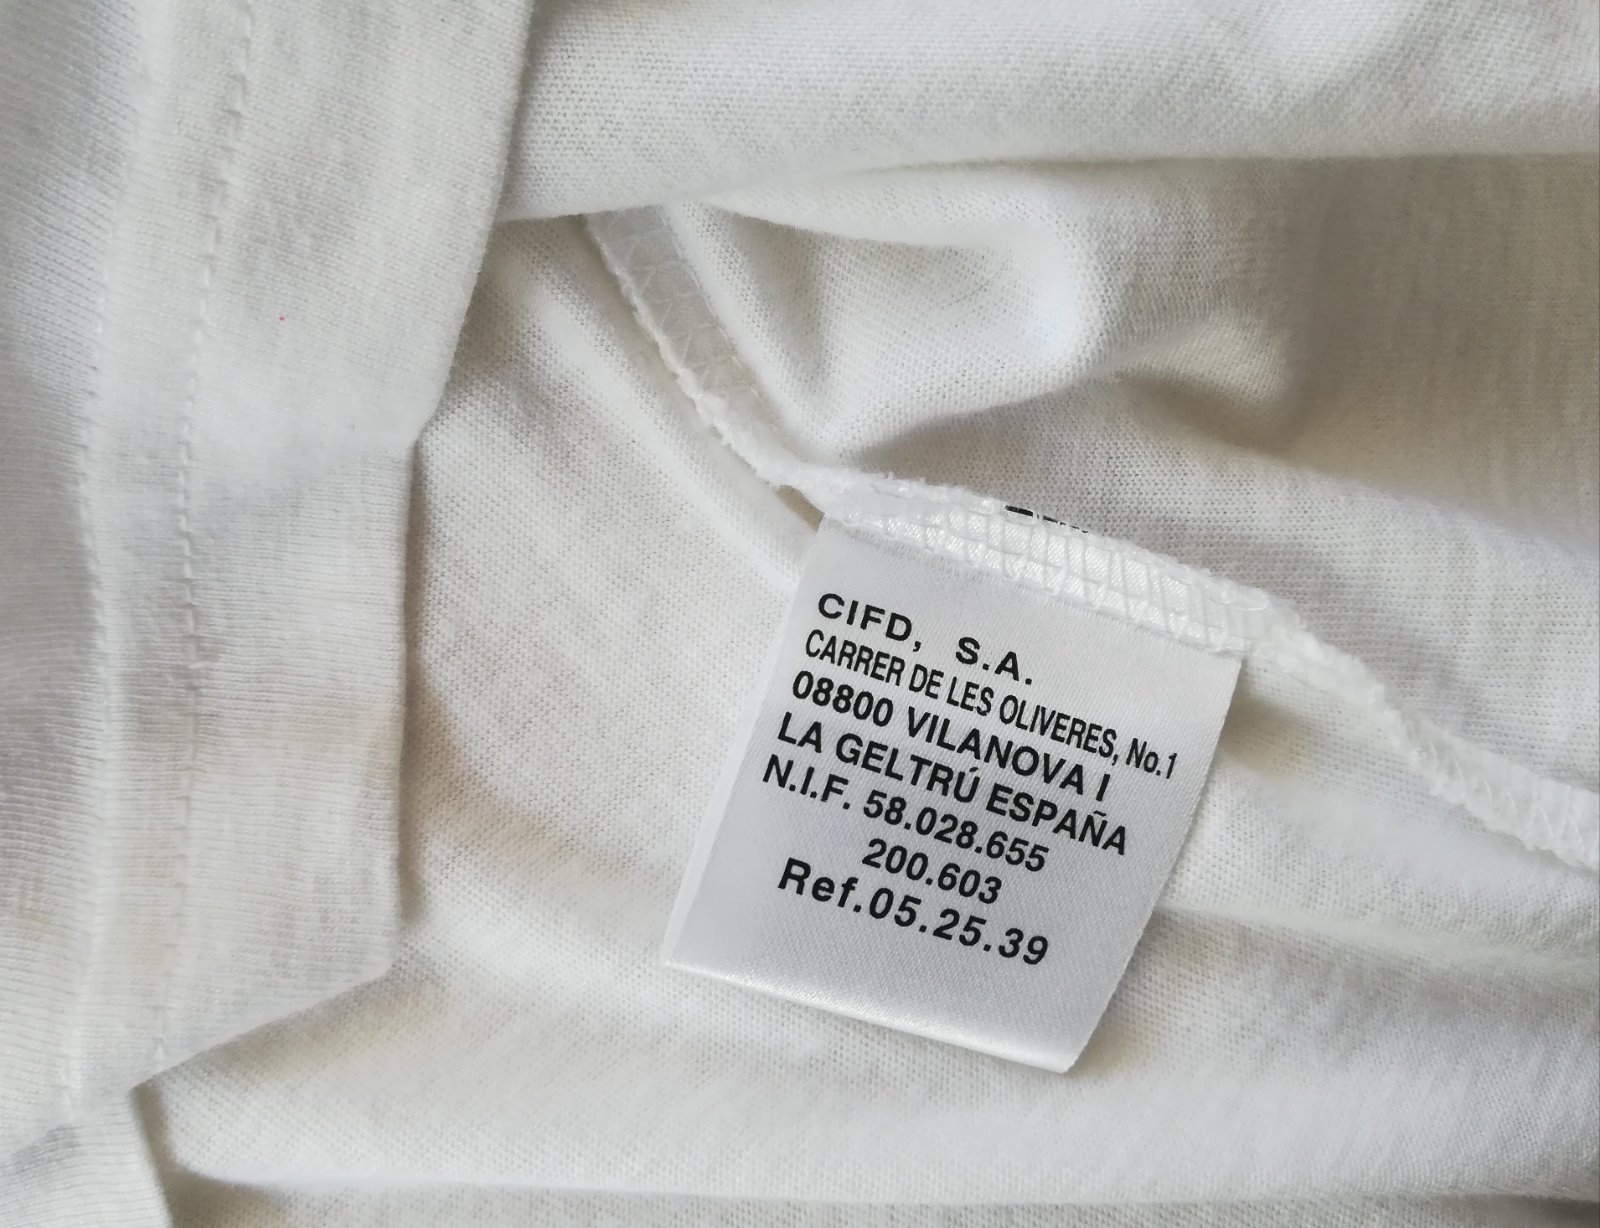 CIFD, S.A.
CARRER DE LES OLIVERES, No.1
08800 VILANOVA I
LA GELTRÚ ESPAÑA
N.I.F. 58.028.655
200.603
Ref.05.25.39